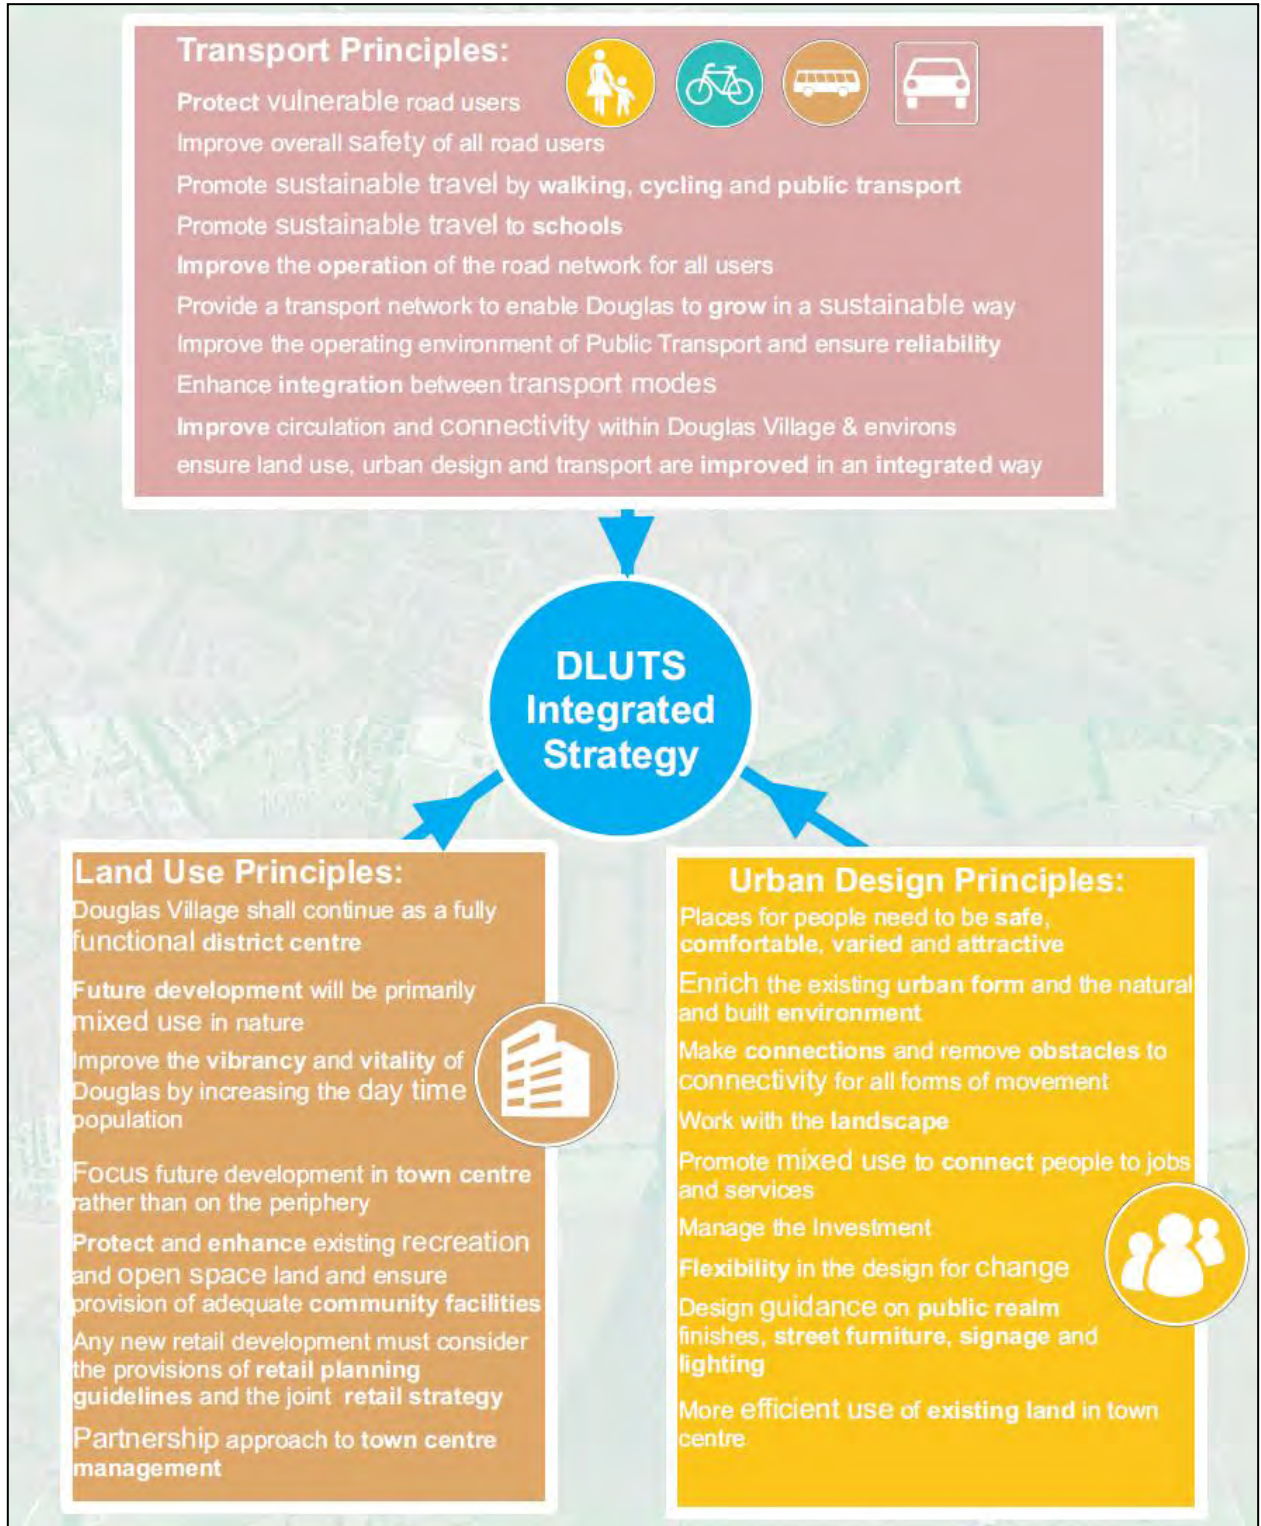 Transport Principles:
Protect vulnerable road users
Improve overall safety of all road users
Promote sustainable travel by walking, cycling and public transport
Promote sustainable travel to schools
Improve the operation of the road network for all users
Provide a transport network to enable Douglas to grow in a sustainable way
Improve the operating environment of Public Transport and ensure reliability
Enhance integration between transport modes
Improve circulation and connectivity within Douglas Village & environs
ensure land use, urban design and transport are improved in an integrated way
DLUTS
Integrated
Strategy
Land Use Principles:
Douglas Village shall continue as a fully
functional district centre
Future development will be primarily
mixed use in nature
Improve the vibrancy and vitality of
Douglas by increasing the day time
population
Focus future development in town centre
rather than on the periphery
Protect and enhance existing recreation
and open space land and ensure
provision of adequate community facilities
Any new retail development must consider
the provisions of retail planning
guidelines and the joint retail strategy
Partnership approach to town centre
management
Urban Design Principles:
Places for people need to be safe,
comfortable, varied and attractive
Enrich the existing urban form and the natural
and built environment
Make connections and remove obstacles to
connectivity for all forms of movement
Work with the landscape
Promote mixed use to connect people to jobs
and services
Manage the Investment
Flexibility in the design for change
Design guidance on public realm
finishes, street furniture, signage and
lighting
More efficient use of existing land in town
centre